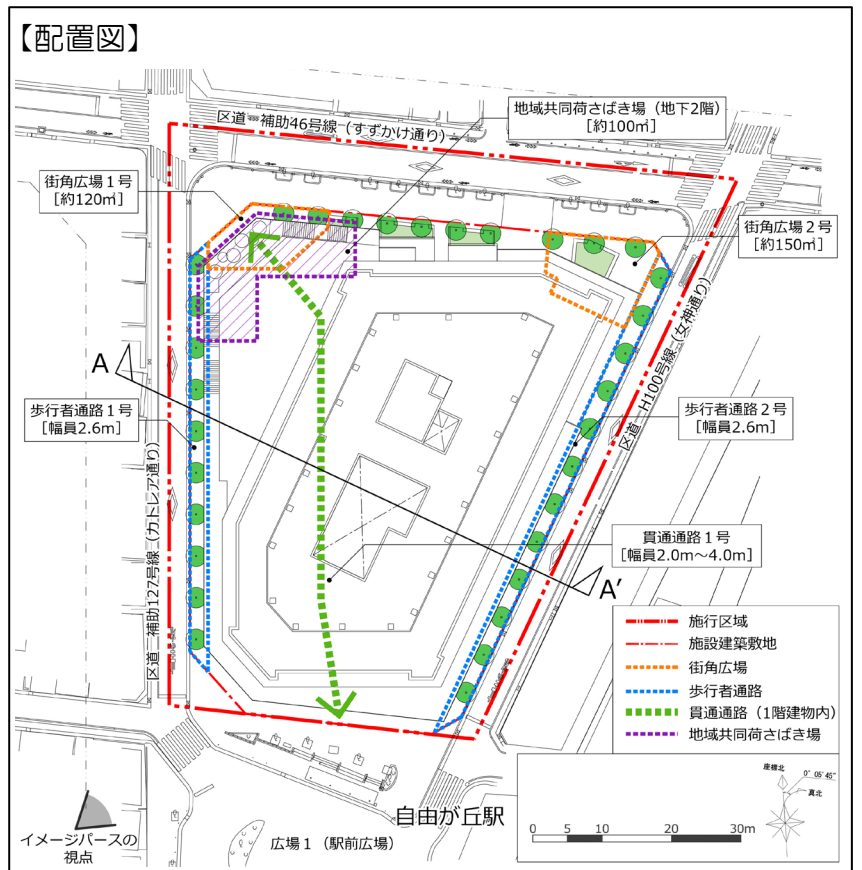 【配置図】
区道 補助46号線（すずかけ通り）
地域共同荷さばき場（地下2階）
［約100㎡］
街角広場１号
［約120㎡］
街角広場２号
［約150㎡］
区道 H100号線（女神通り）
A
歩行者通路１号
［幅員2.6m］
歩行者通路２号
［幅員2.6m］
区道 補助127号線（カトレア通り）
貫通通路１号
［幅員2.0m～4.0m］
A’
施行区域
施設建築敷地
街角広場
歩行者通路
貫通通路（1階建物内）
地域共同荷さばき場
自由が丘駅
広場１（駅前広場）
イメージパースの
視点
座標北
0° 05′ 45″
真北
0 5 10 20 30m